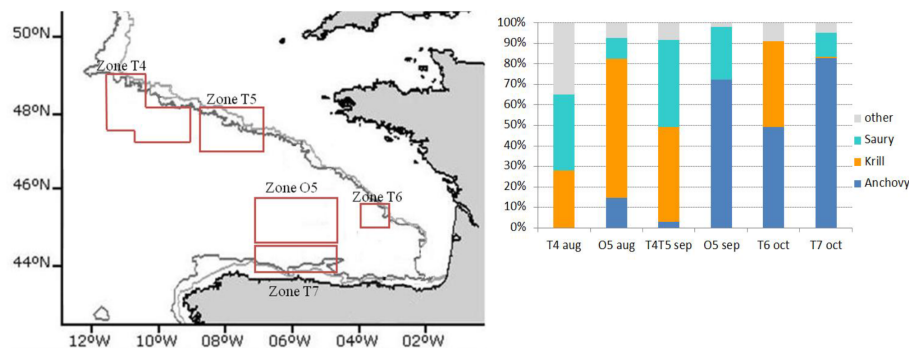 50ºN
48ºN
46ºN
44ºN
Zone T4
Zone T5
Zone O5
Zone T6
Zone T7
12ºW
10ºW
08ºW
06ºW
04ºW
02ºW
100%
90%
80%
70%
60%
50%
40%
30%
20%
10%
0%
T4 aug
O5 aug
T4T5 sep
O5 sep
T6 oct
T7 oct
other
Saury
Krill
Anchovy